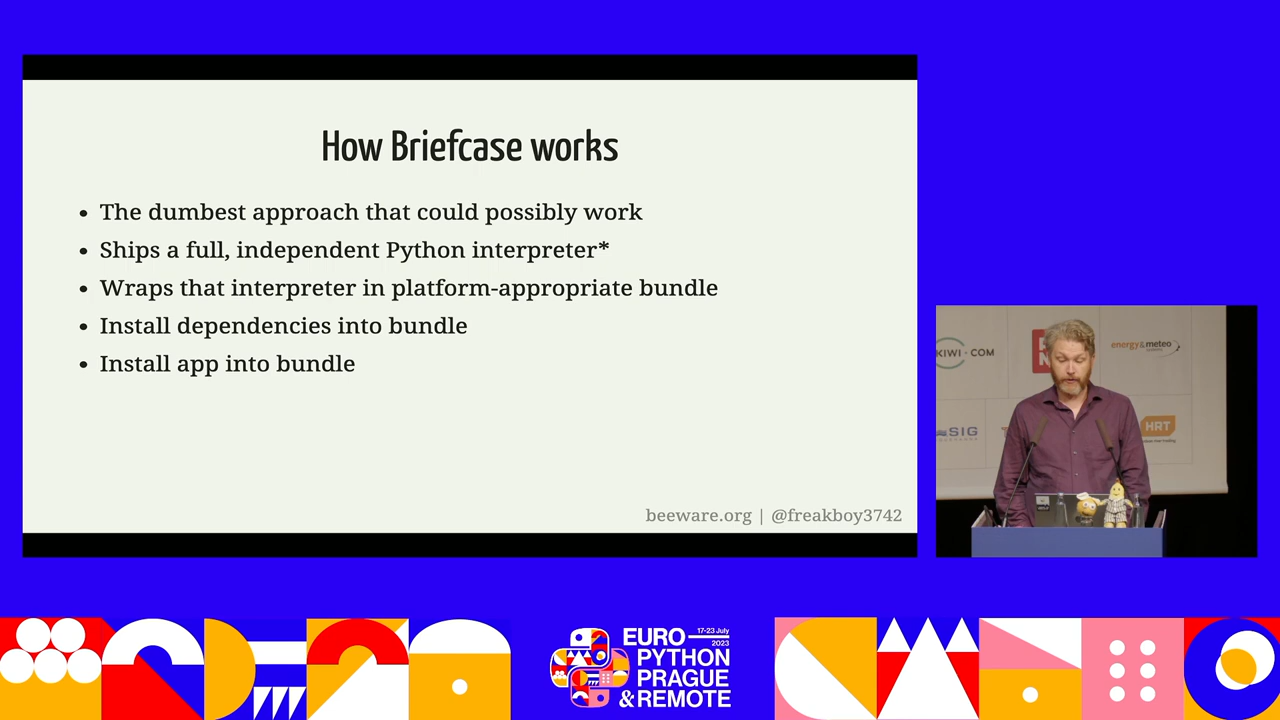 How Briefcase works
The dumbest approach that could possibly work
Ships a full, independent Python interpreter*
Wraps that interpreter in platform-appropriate bundle
Install dependencies into bundle
Install app into bundle
beeware.org | @freakboy3742
KIWI.COM
energy & meteo
systems
SIG
HRT
EURO
17-23 July
2023
PYTHON
PRAGUE
& REMOTE